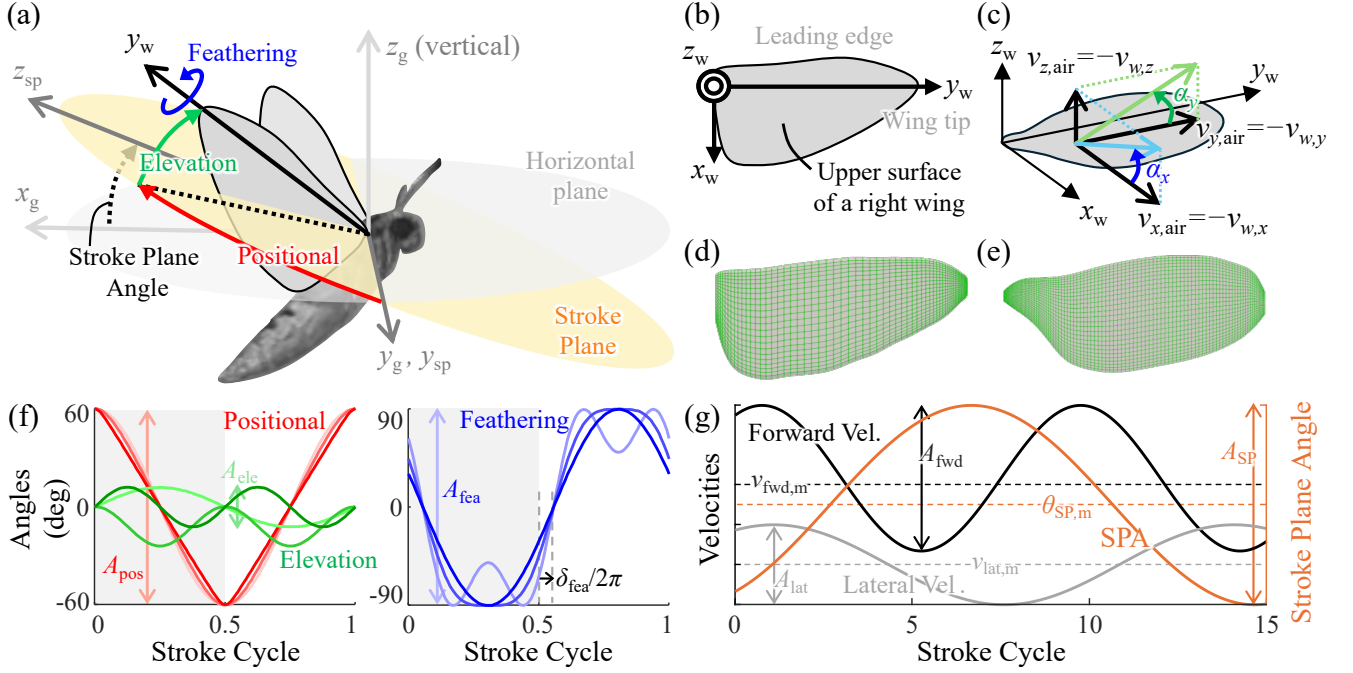 (a)
z_g (vertical)
y_w
Feathering
z_sp
Elevation
Horizontal
plane
x_g
Stroke Plane
Angle
Positional
Stroke
Plane
y_g , y_sp
(b)
z_w
Leading edge
y_w
Wing tip
x_w
Upper surface
of a right wing
(c)
z_w
v_z,air=−v_w,z
y_w
α_y
v_y,air=−v_w,y
α_x
x_w
v_x,air=−v_w,x
(d)
(e)
(f)
Angles
(deg)
60
0
-60
Positional
A_ele
A_pos
Elevation
0
0.5
1
Stroke Cycle
90
0
-90
Feathering
A_fea
δ_fea/2π
0
0.5
1
Stroke Cycle
(g)
Velocities
Forward Vel.
A_fwd
A_SP
v_fwd,m
θ_SP,m
SPA
v_lat,m
A_lat
Lateral Vel.
0
5
10
15
Stroke Cycle
Stroke Plane Angle